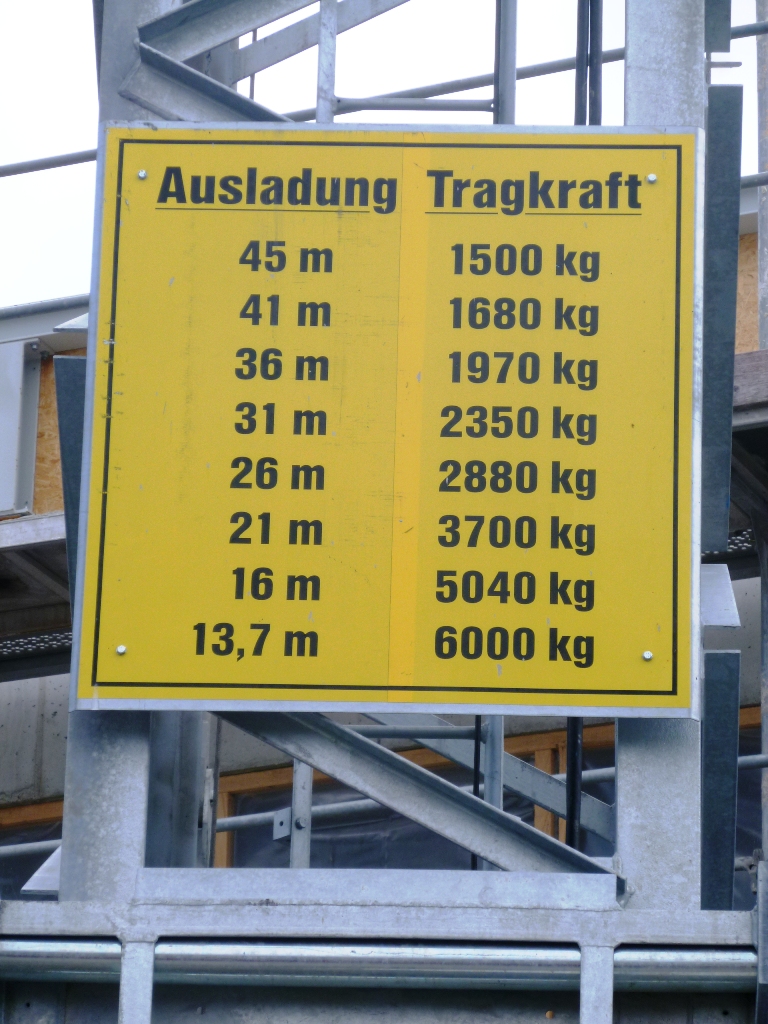 Ausladung Tragkraft
45 m 1500 kg
41 m 1680 kg
36 m 1970 kg
31 m 2350 kg
26 m 2880 kg
21 m 3700 kg
16 m 5040 kg
13,7 m 6000 kg